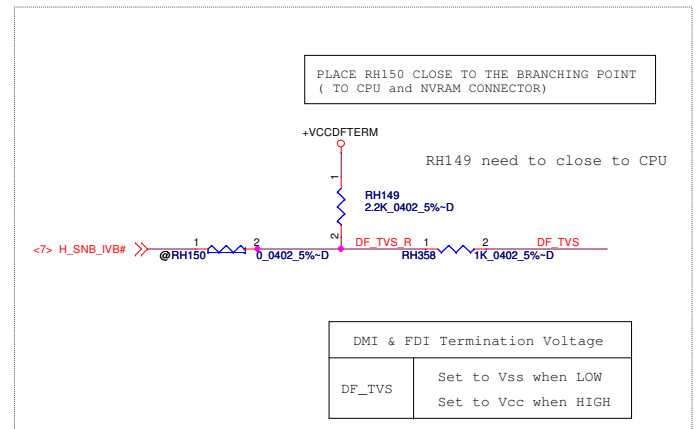 PLACE RH150 CLOSE TO THE BRANCHING POINT
( TO CPU and NVRAM CONNECTOR)
+VCCDFTERM
RH149 need to close to CPU
1
RH149
2.2K_0402_5%~D
2
<7> H_SNB_IVB#
1
2
DF_TVS_R
1
2
DF_TVS
@RH150
0_0402_5%~D
RH358
1K_0402_5%~D
DMI & FDI Termination Voltage
DF_TVS
Set to Vss when LOW
Set to Vcc when HIGH